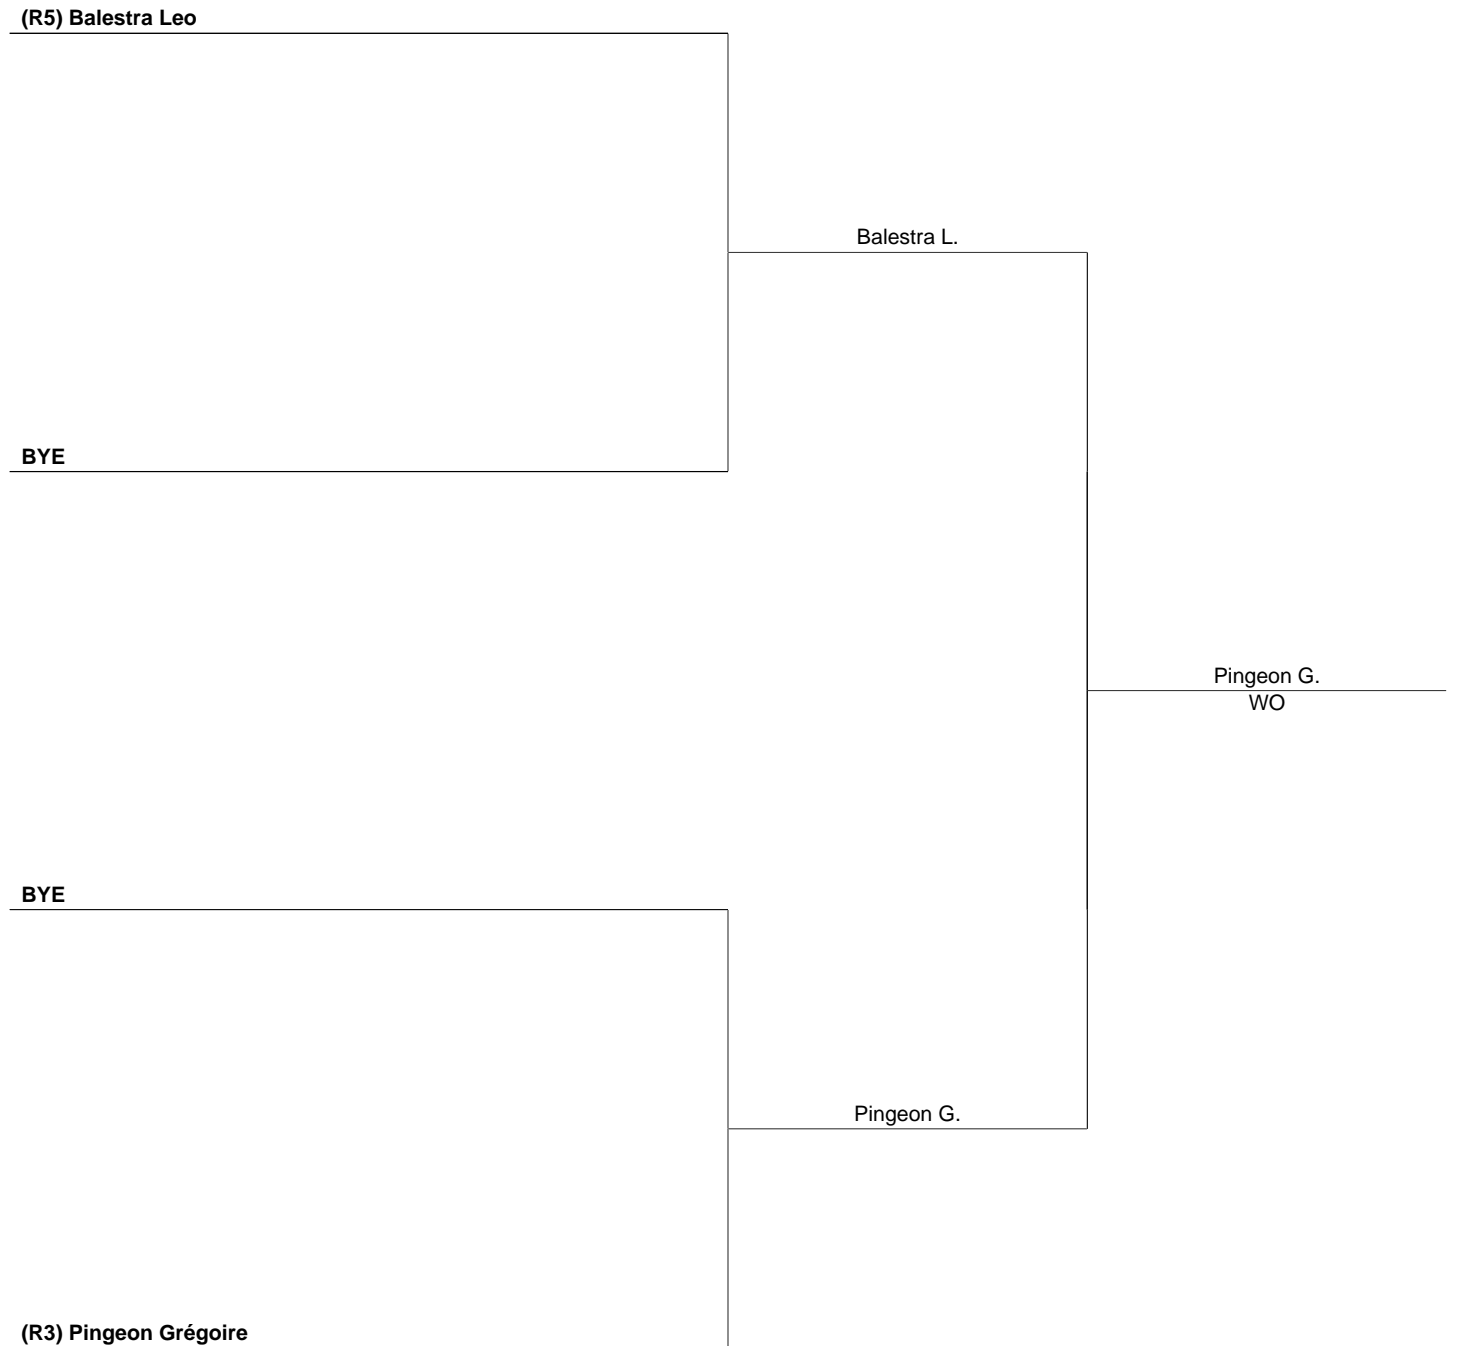 (R5) Balestra Leo
Balestra L.
BYE
Pingeon G.
WO
BYE
Pingeon G.
(R3) Pingeon Grégoire